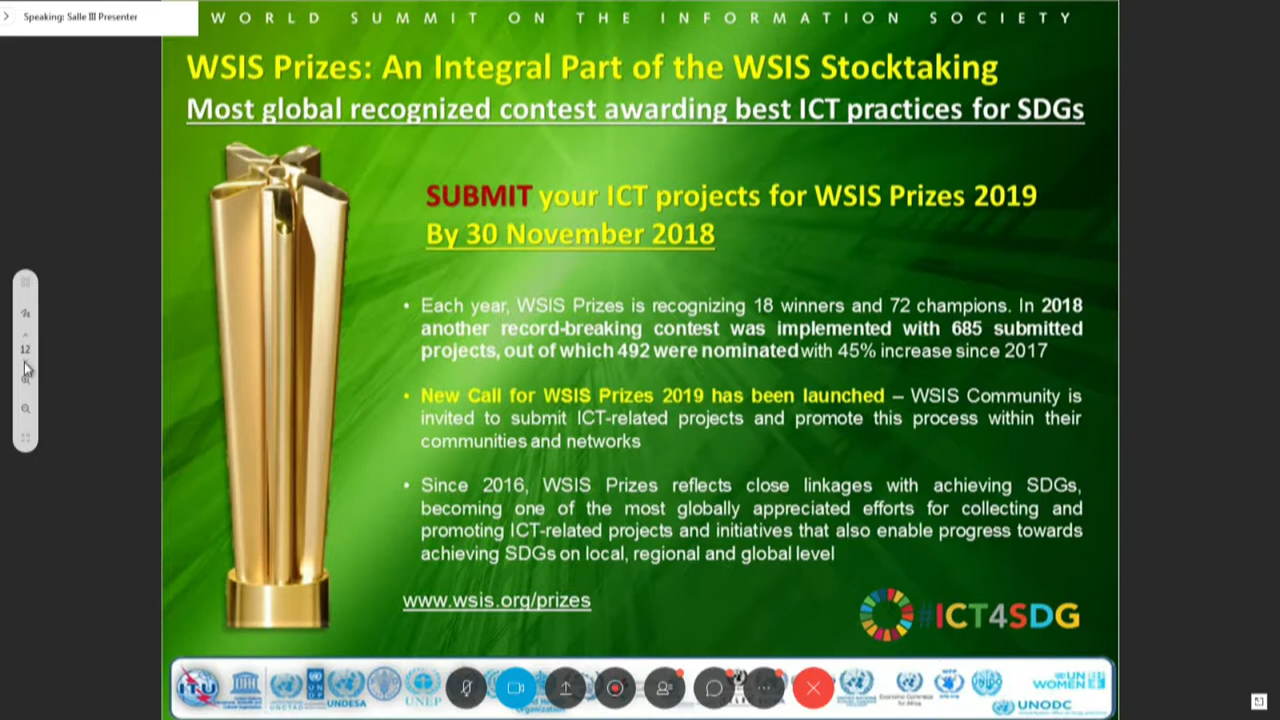 Speaking: Salle III Presenter
WORLD SUMMIT ON THE INFORMATION SOCIETY
WSIS Prizes: An Integral Part of the WSIS Stocktaking
Most global recognized contest awarding best ICT practices for SDGs
SUBMIT your ICT projects for WSIS Prizes 2019
By 30 November 2018
• Each year, WSIS Prizes is recognizing 18 winners and 72 champions. In 2018
another record-breaking contest was implemented with 685 submitted
projects, out of which 492 were nominated with 45% increase since 2017
• New Call for WSIS Prizes 2019 has been launched – WSIS Community is
invited to submit ICT-related projects and promote this process within their
communities and networks
• Since 2016, WSIS Prizes reflects close linkages with achieving SDGs,
becoming one of the most globally appreciated efforts for collecting and
promoting ICT-related projects and initiatives that also enable progress towards
achieving SDGs on local, regional and global level
www.wsis.org/prizes
#ICT4SDG
12
ITU
UNCTAD
UNDP
UNDESA
UNEP
UN
WOMEN
UNODC